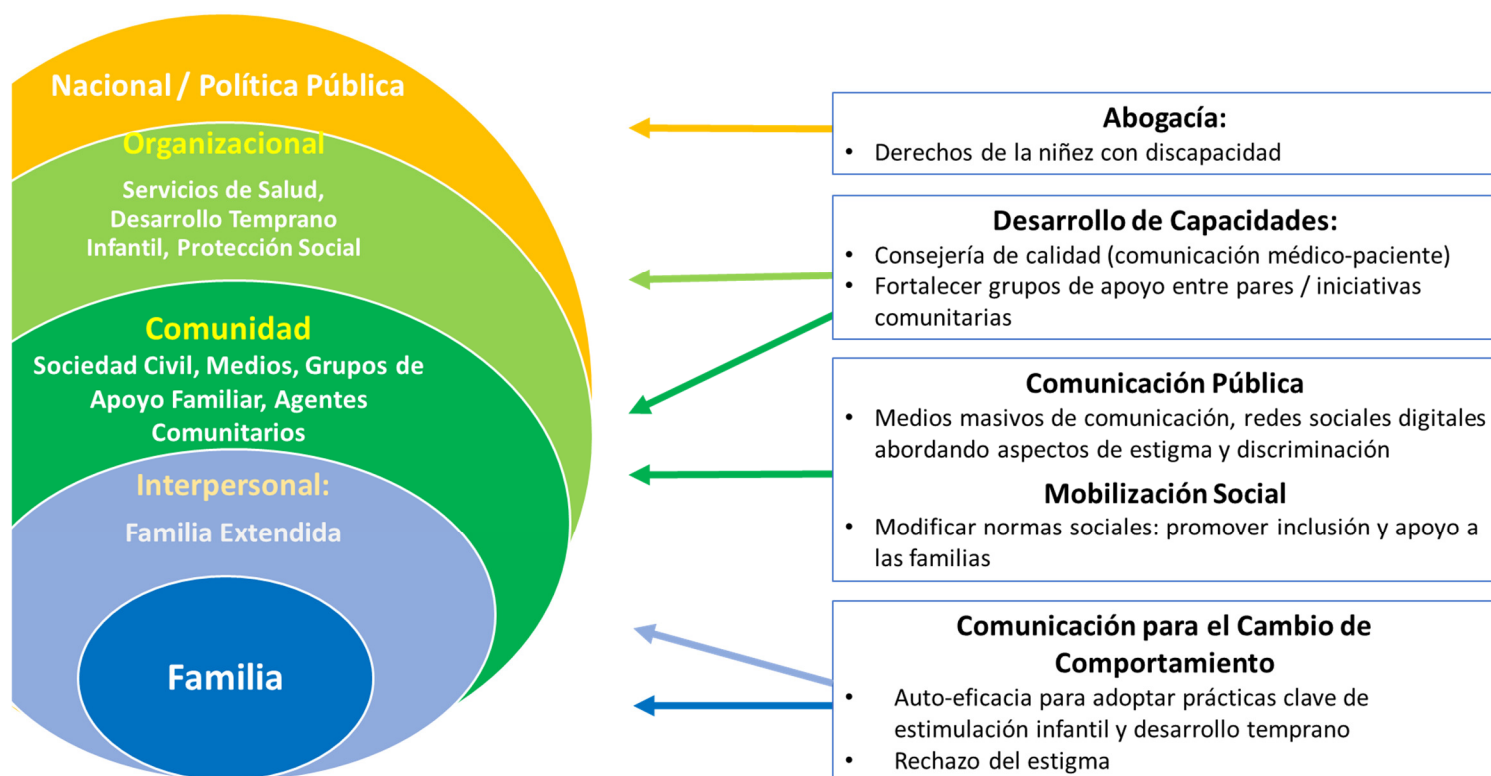 Nacional / Política Pública
Organizacional
Servicios de Salud,
Desarrollo Temprano
Infantil, Protección Social
Comunidad
Sociedad Civil, Medios, Grupos de
Apoyo Familiar, Agentes
Comunitarios
Interpersonal:
Familia Extendida
Familia
Abogacía:
• Derechos de la niñez con discapacidad
Desarrollo de Capacidades:
• Consejería de calidad (comunicación médico-paciente)
• Fortalecer grupos de apoyo entre pares / iniciativas
comunitarias
Comunicación Pública
• Medios masivos de comunicación, redes sociales digitales
abordando aspectos de estigma y discriminación
Mobilización Social
• Modificar normas sociales: promover inclusión y apoyo a
las familias
Comunicación para el Cambio de
Comportamiento
• Auto-eficacia para adoptar prácticas clave de
estimulación infantil y desarrollo temprano
• Rechazo del estigma